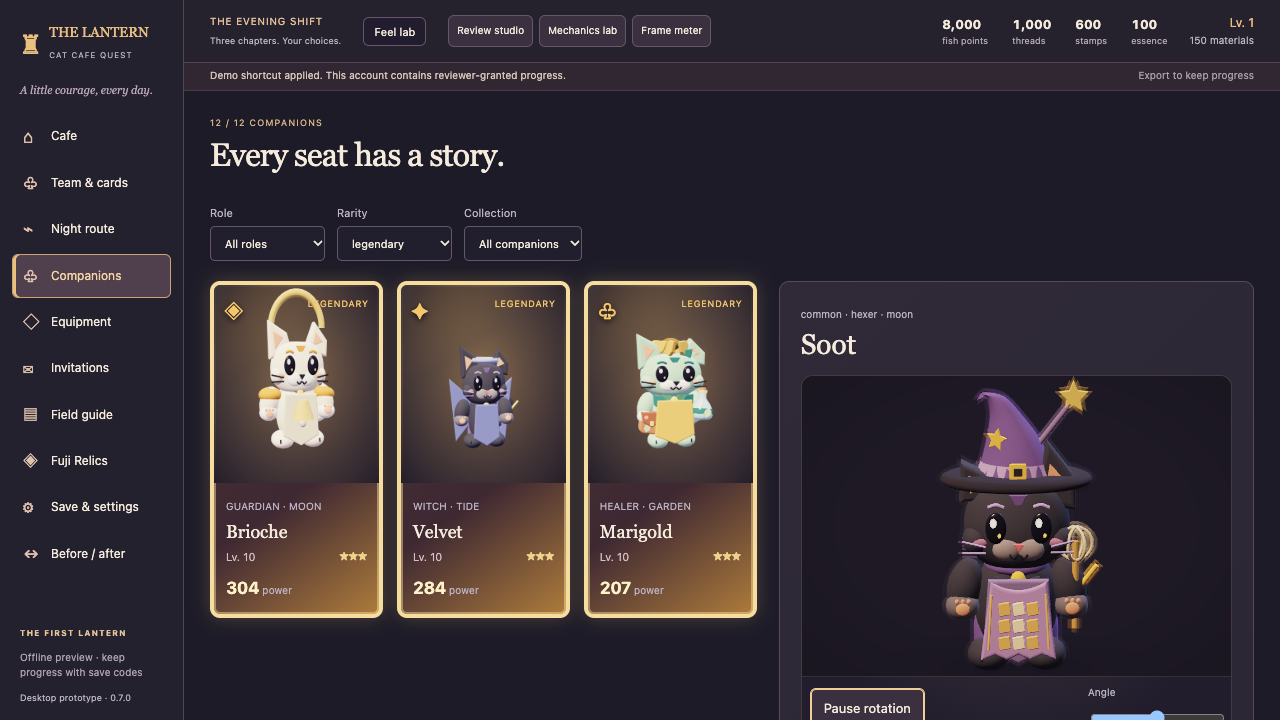 THE LANTERN
CAT CAFE QUEST
A little courage, every day.
Cafe
Team & cards
Night route
Companions
Equipment
Invitations
Field guide
Fuji Relics
Save & settings
Before / after
THE FIRST LANTERN
Offline preview · keep
progress with save codes
Desktop prototype · 0.7.0
THE EVENING SHIFT
Three chapters. Your choices.
Feel lab
Review studio
Mechanics lab
Frame meter
8,000
fish points
1,000
threads
600
stamps
100
essence
Lv. 1
150 materials
Demo shortcut applied. This account contains reviewer-granted progress.
Export to keep progress
12 / 12 COMPANIONS
Every seat has a story.
Role
All roles
Rarity
legendary
Collection
All companions
LEGENDARY
GUARDIAN · MOON
Brioche
Lv. 10
304 power
LEGENDARY
WITCH · TIDE
Velvet
Lv. 10
284 power
LEGENDARY
HEALER · GARDEN
Marigold
Lv. 10
207 power
common · hexer · moon
Soot
Pause rotation
Angle